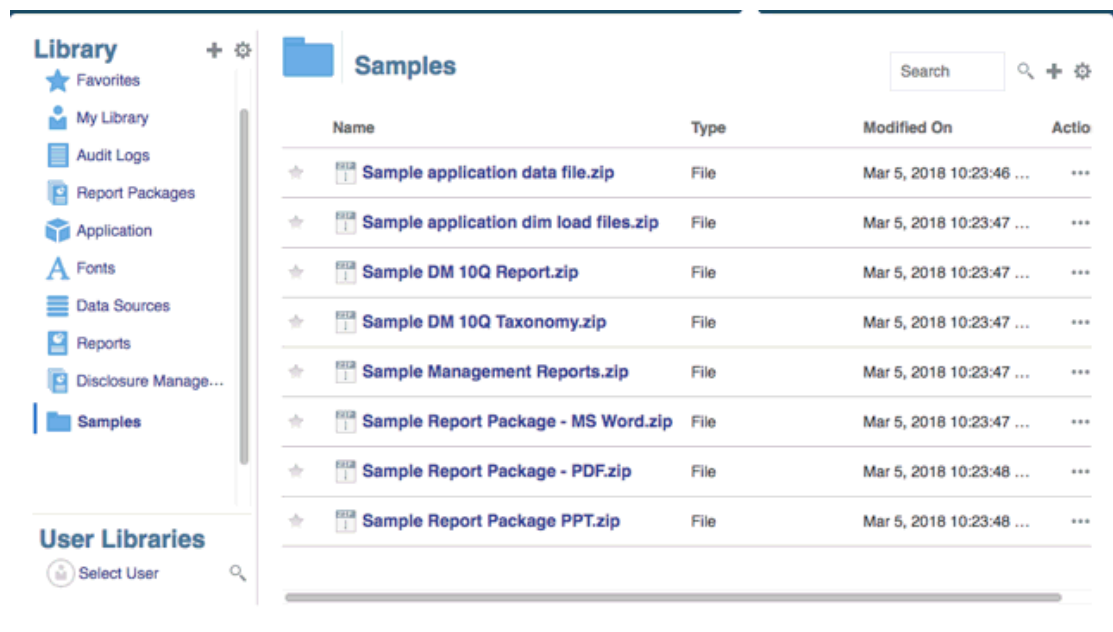 Library
Favorites
My Library
Audit Logs
Report Packages
Application
Fonts
Data Sources
Reports
Disclosure Manage...
Samples
User Libraries
Select User
Samples
Search
Name Type Modified On Actio
Sample application data file.zip File Mar 5, 2018 10:23:46 ...
Sample application dim load files.zip File Mar 5, 2018 10:23:47 ...
Sample DM 10Q Report.zip File Mar 5, 2018 10:23:47 ...
Sample DM 10Q Taxonomy.zip File Mar 5, 2018 10:23:47 ...
Sample Management Reports.zip File Mar 5, 2018 10:23:47 ...
Sample Report Package - MS Word.zip File Mar 5, 2018 10:23:47 ...
Sample Report Package - PDF.zip File Mar 5, 2018 10:23:48 ...
Sample Report Package PPT.zip File Mar 5, 2018 10:23:48 ...